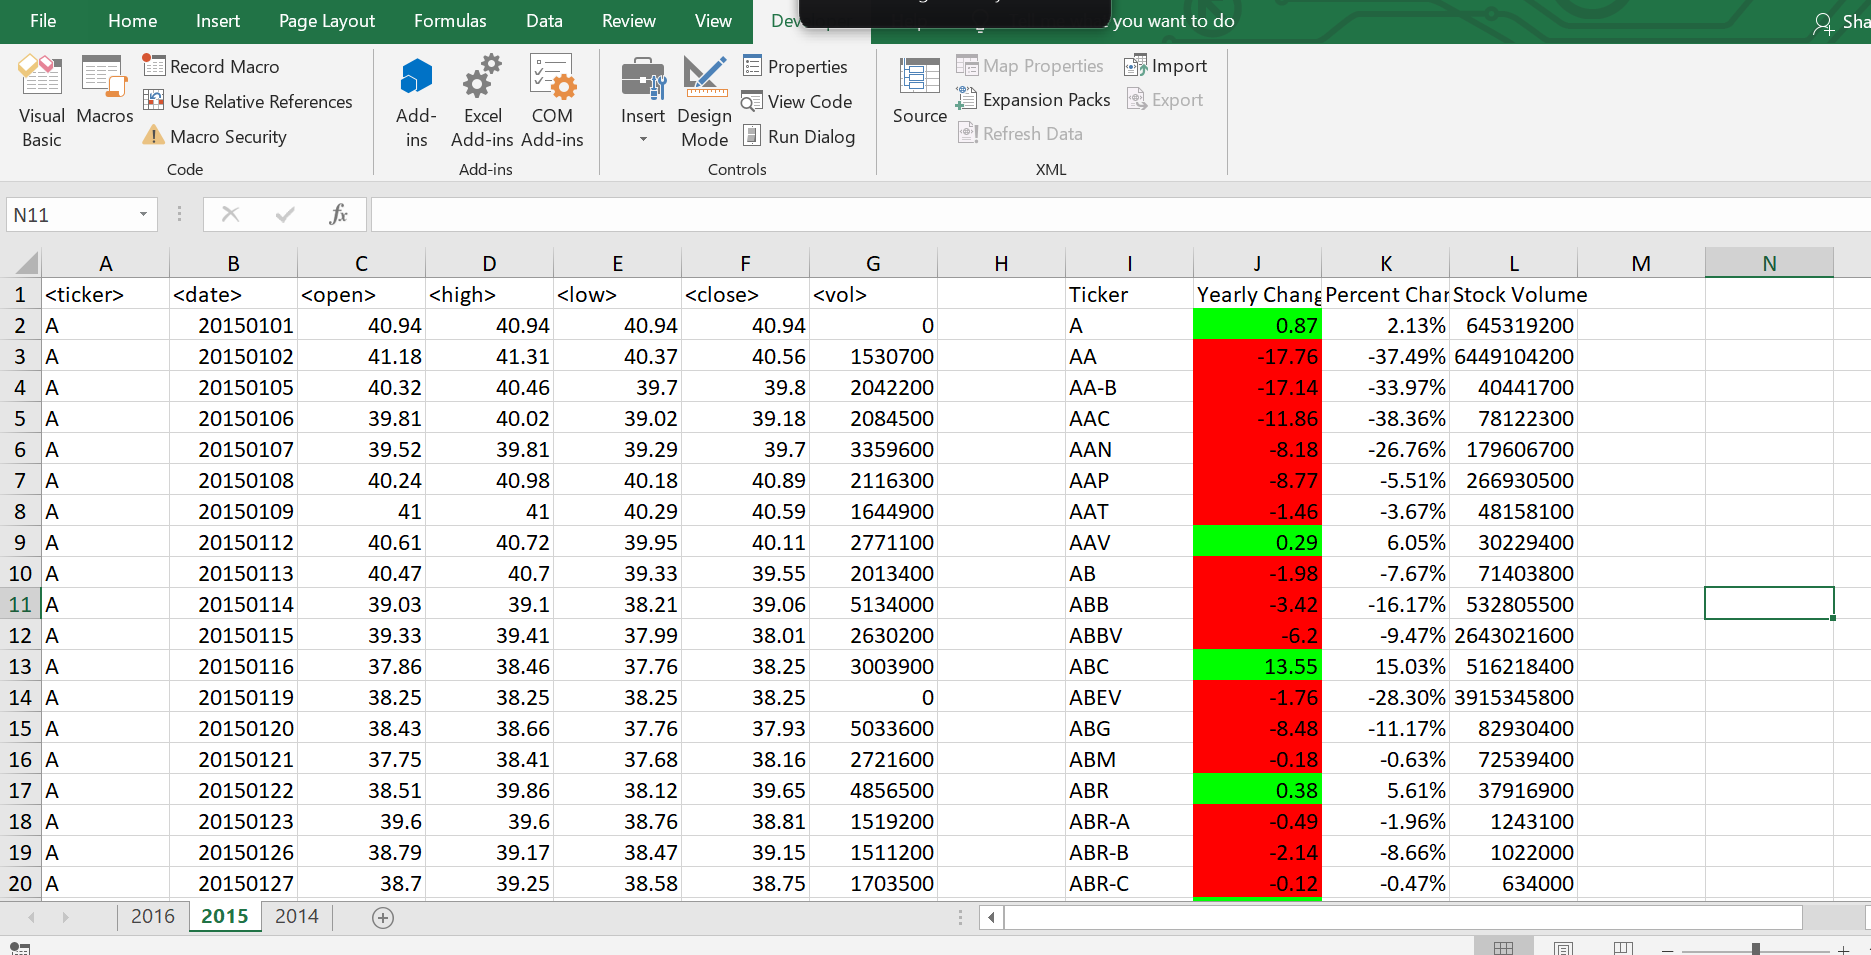 File Home Insert Page Layout Formulas Data Review View you want to do
Record Macro
Use Relative References
Macro Security
Visual Basic
Macros
Code
Add-ins
Excel Add-ins
COM Add-ins
Add-ins
Insert
Design Mode
Properties
View Code
Run Dialog
Controls
Source
Map Properties
Expansion Packs
Refresh Data
Import
Export
XML
N11 fx
A B C D E F G H I J K L M N
1 <ticker> <date> <open> <high> <low> <close> <vol> Ticker Yearly Chang Percent Char Stock Volume
2 A 20150101 40.94 40.94 40.94 40.94 0 A 0.87 2.13% 645319200
3 A 20150102 41.18 41.31 40.37 40.56 1530700 AA -17.76 -37.49% 6449104200
4 A 20150105 40.32 40.46 39.7 39.8 2042200 AA-B -17.14 -33.97% 40441700
5 A 20150106 39.81 40.02 39.02 39.18 2084500 AAC -11.86 -38.36% 78122300
6 A 20150107 39.52 39.81 39.29 39.7 3359600 AAN -8.18 -26.76% 179606700
7 A 20150108 40.24 40.98 40.18 40.89 2116300 AAP -8.77 -5.51% 266930500
8 A 20150109 41 41 40.29 40.59 1644900 AAT -1.46 -3.67% 48158100
9 A 20150112 40.61 40.72 39.95 40.11 2771100 AAV 0.29 6.05% 30229400
10 A 20150113 40.47 40.7 39.33 39.55 2013400 AB -1.98 -7.67% 71403800
11 A 20150114 39.03 39.1 38.21 39.06 5134000 ABB -3.42 -16.17% 532805500
12 A 20150115 39.33 39.41 37.99 38.01 2630200 ABBV -6.2 -9.47% 2643021600
13 A 20150116 37.86 38.46 37.76 38.25 3003900 ABC 13.55 15.03% 516218400
14 A 20150119 38.25 38.25 38.25 38.25 0 ABEV -1.76 -28.30% 3915345800
15 A 20150120 38.43 38.66 37.76 37.93 5033600 ABG -8.48 -11.17% 82930400
16 A 20150121 37.75 38.41 37.68 38.16 2721600 ABM -0.18 -0.63% 72539400
17 A 20150122 38.51 39.86 38.12 39.65 4856500 ABR 0.38 5.61% 37916900
18 A 20150123 39.6 39.6 38.76 38.81 1519200 ABR-A -0.49 -1.96% 1243100
19 A 20150126 38.79 39.17 38.47 39.15 1511200 ABR-B -2.14 -8.66% 1022000
20 A 20150127 38.7 39.25 38.58 38.75 1703500 ABR-C -0.12 -0.47% 634000
2016 2015 2014